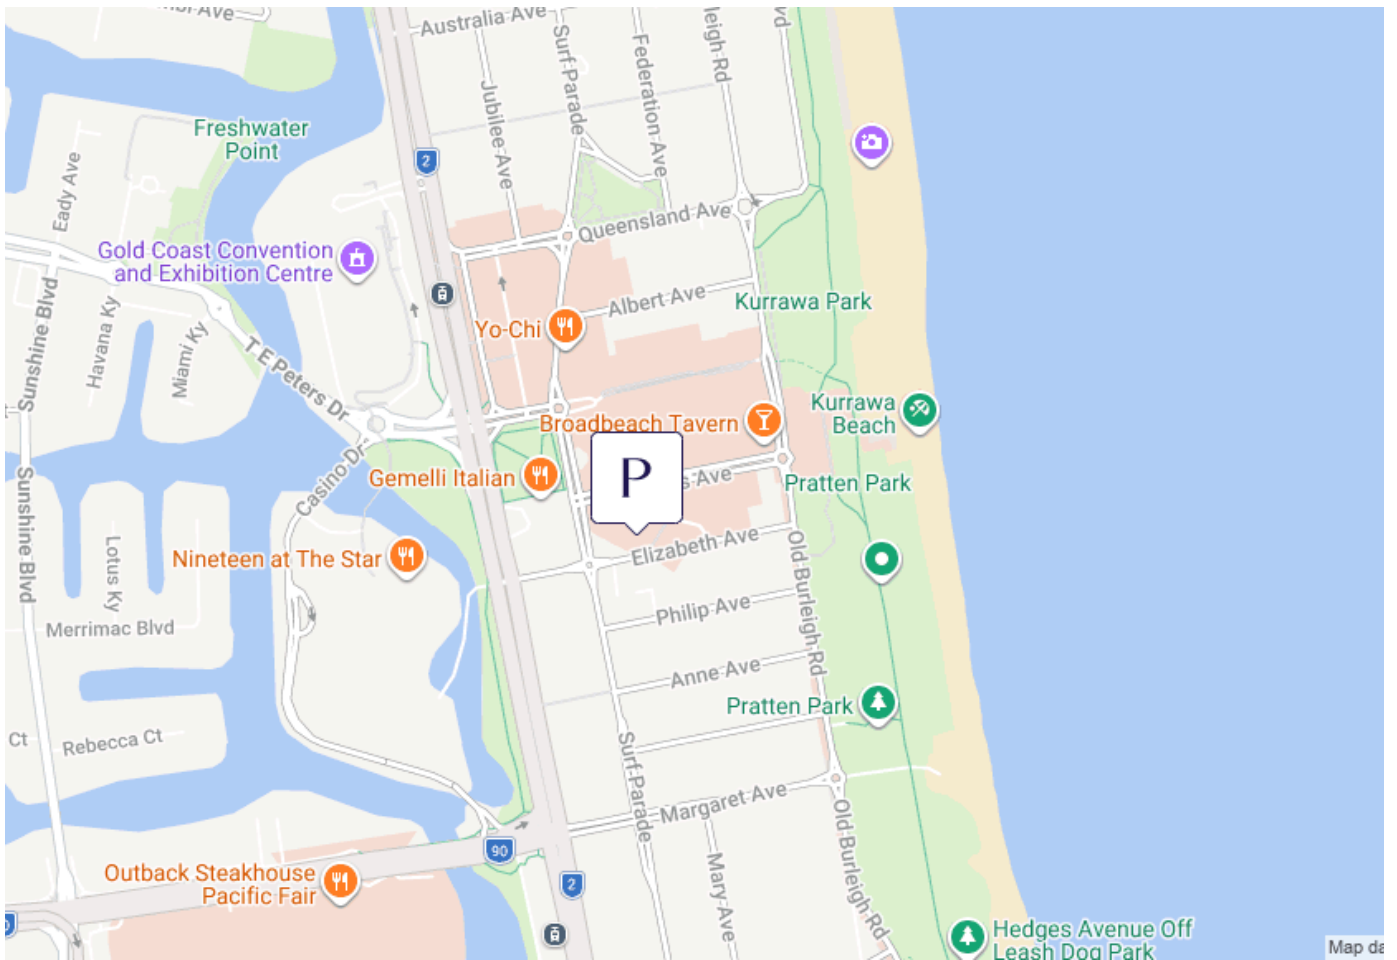 Australia Ave
Surf Parade
Federation Ave
Jubilee Ave
2
Freshwater
Point
Eady Ave
Queensland Ave
Gold Coast Convention
and Exhibition Centre
Sunshine Blvd
Havana Ky
Miami Ky
T E Peters Dr
Albert Ave
Kurrawa Park
Yo-Chi
Kurrawa
Beach
Broadbeach Tavern
Gemelli Italian
P
Ave
Pratten Park
Casino Dr
Sunshine Blvd
Lotus Ky
Nineteen at The Star
Elizabeth Ave
Old Burleigh Rd
Philip Ave
Merrimac Blvd
Anne Ave
Pratten Park
Ct
Rebecca Ct
Surf Parade
Margaret Ave
Old Burleigh Rd
90
2
Mary Ave
Outback Steakhouse
Pacific Fair
Hedges Avenue Off
Leash Dog Park
Map da